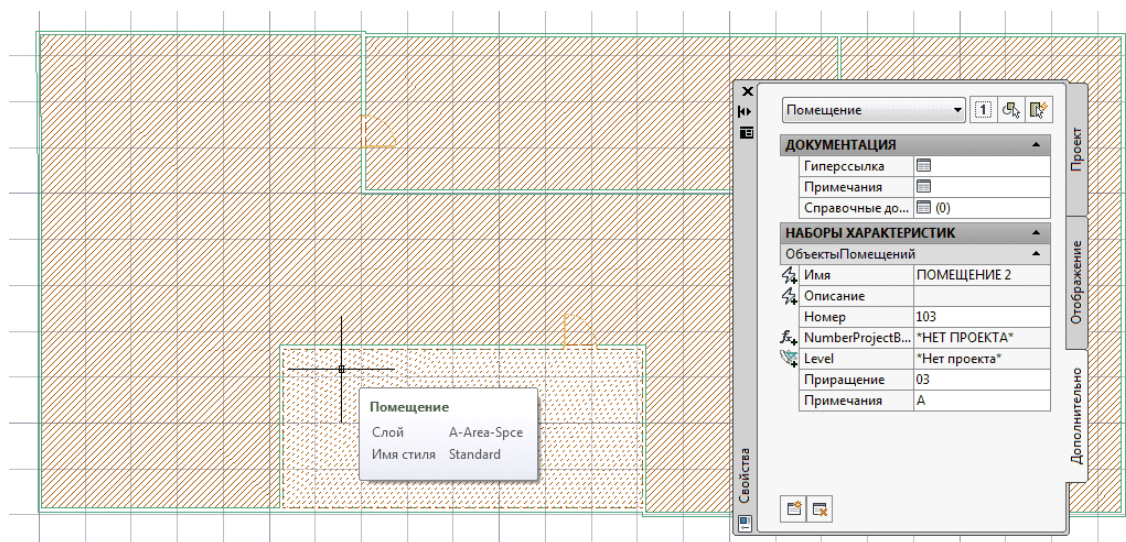 Помещение
1
ДОКУМЕНТАЦИЯ
Гиперссылка
Примечания
Справочные до... (0)
НАБОРЫ ХАРАКТЕРИСТИК
ОбъектыПомещений
Имя ПОМЕЩЕНИЕ 2
Описание
Номер 103
NumberProjectB... *НЕТ ПРОЕКТА*
Level *Нет проекта*
Приращение 03
Примечания A
Проект
Отображение
Дополнительно
Свойства
Помещение
Слой A-Area-Spce
Имя стиля Standard